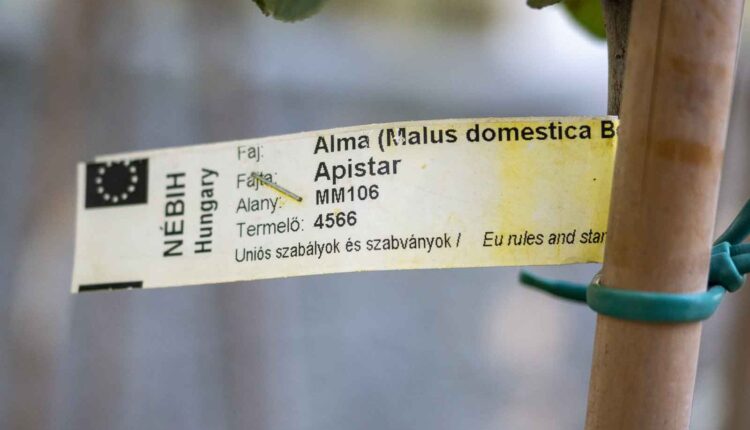 NÉBIH
Hungary
Faj: Alma (Malus domestica B
Fajta: Apistar
Alany: MM106
Termelő: 4566
Uniós szabályok és szabványok / Eu rules and